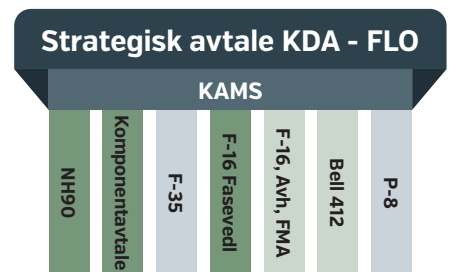 Strategisk avtale KDA - FLO
KAMS
NH90
Komponentavtale
F-35
F-16 Fasevedl
F-16, Avh, FMA
Bell 412
P-8